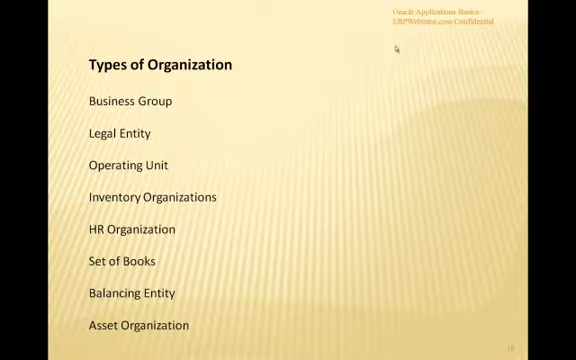 Oracle Applications Basics
ERPWebtutor.com Confidential
Types of Organization
Business Group
Legal Entity
Operating Unit
Inventory Organizations
HR Organization
Set of Books
Balancing Entity
Asset Organization
18